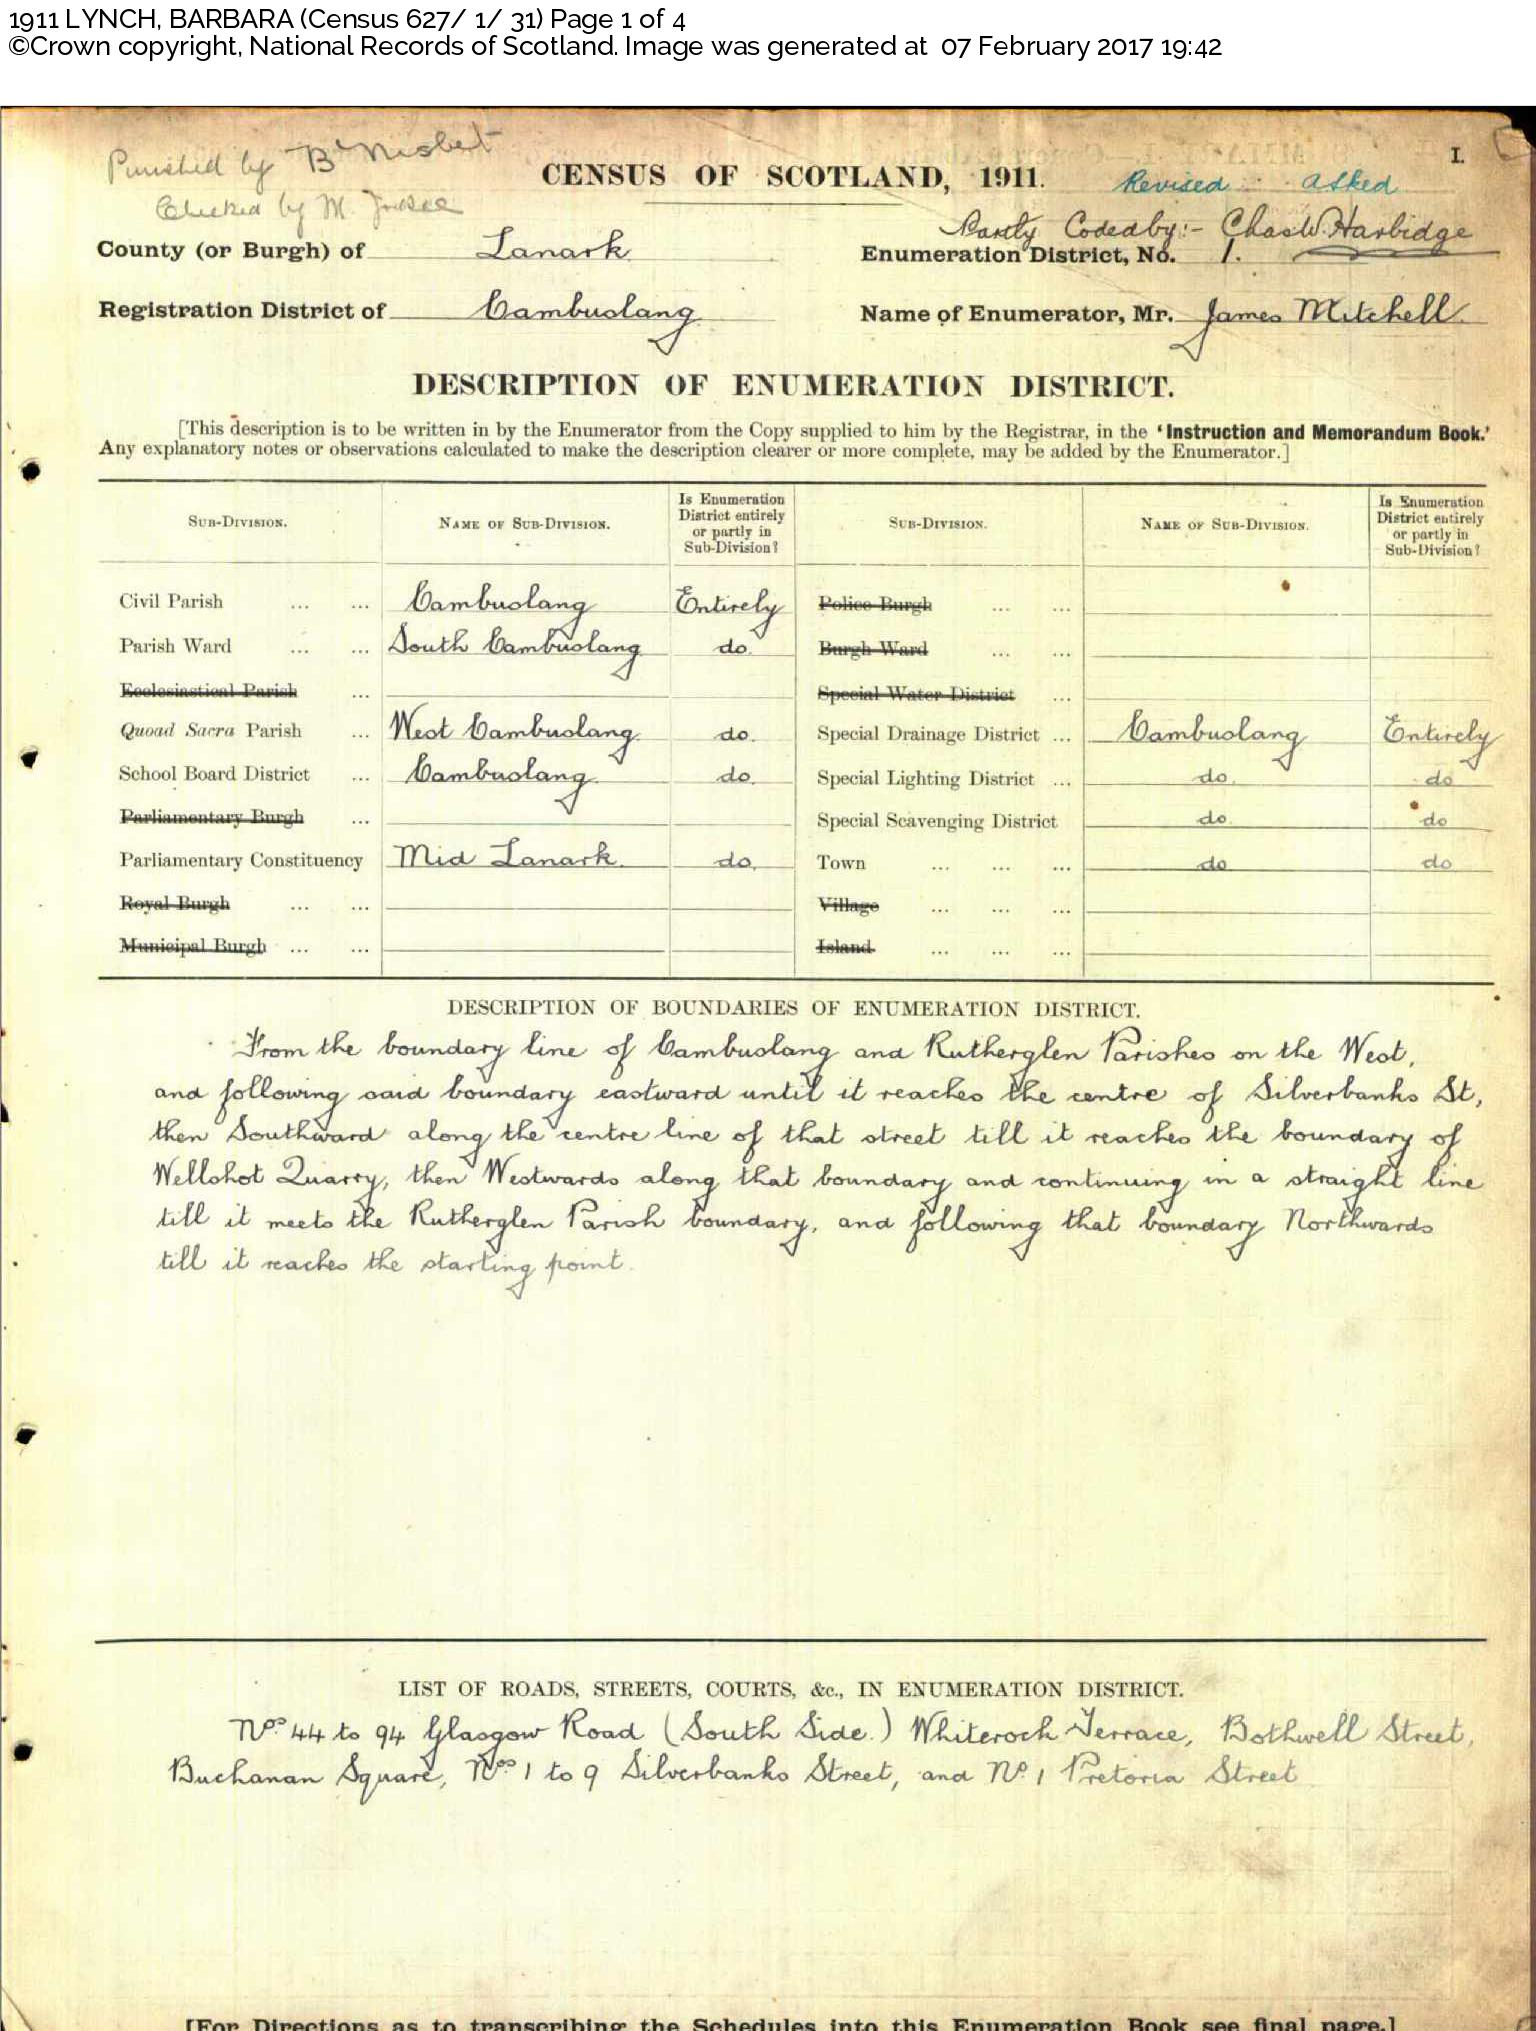 1911 LYNCH, BARBARA (Census 627/ 1/ 31) Page 1 of 4
©Crown copyright, National Records of Scotland. Image was generated at 07 February 2017 19:42
Punched by B Nisbet
Checked by M.
CENSUS OF SCOTLAND, 1911.
I.
Revised asked
Partly Coded by:- Chas W. Harbidge
County (or Burgh) of Lanark
Enumeration District, No. 1.
Registration District of Cambuslang
Name of Enumerator, Mr. James Mitchell.
DESCRIPTION OF ENUMERATION DISTRICT.
[This description is to be written in by the Enumerator from the Copy supplied to him by the Registrar, in the 'Instruction and Memorandum Book.'
Any explanatory notes or observations calculated to make the description clearer or more complete, may be added by the Enumerator.]
SUB-DIVISION. NAME OF SUB-DIVISION. Is Enumeration District entirely or partly in Sub-Division? SUB-DIVISION. NAME OF SUB-DIVISION. Is Enumeration District entirely or partly in Sub-Division?
Civil Parish ... ... Cambuslang Entirely Police Burgh ... ...
Parish Ward ... ... South Cambuslang do. Burgh Ward ... ...
Ecclesiastical Parish ... Special Water District ...
Quoad Sacra Parish ... West Cambuslang do. Special Drainage District ... Cambuslang Entirely
School Board District ... Cambuslang do. Special Lighting District ... do. do
Parliamentary Burgh ... Special Scavenging District do. do
Parliamentary Constituency Mid Lanark. do. Town ... ... ... do do
Royal Burgh ... ... Village ... ... ...
Municipal Burgh ... ... Island ... ... ...
DESCRIPTION OF BOUNDARIES OF ENUMERATION DISTRICT.
From the boundary line of Cambuslang and Rutherglen Parishes on the West,
and following said boundary eastward until it reaches the centre of Silverbanks St,
then Southward along the centre line of that street till it reaches the boundary of
Wellshot Quarry, then Westwards along that boundary and continuing in a straight line
till it meets the Rutherglen Parish boundary, and following that boundary Northwards
till it reaches the starting point.
LIST OF ROADS, STREETS, COURTS, &c., IN ENUMERATION DISTRICT.
Nos. 44 to 94 Glasgow Road (South Side.) Whiterock Terrace, Bothwell Street,
Buchanan Square, Nos. 1 to 9 Silverbanks Street, and No. 1 Pretoria Street
[For Directions as to transcribing the Schedules into this Enumeration Book see final page.]